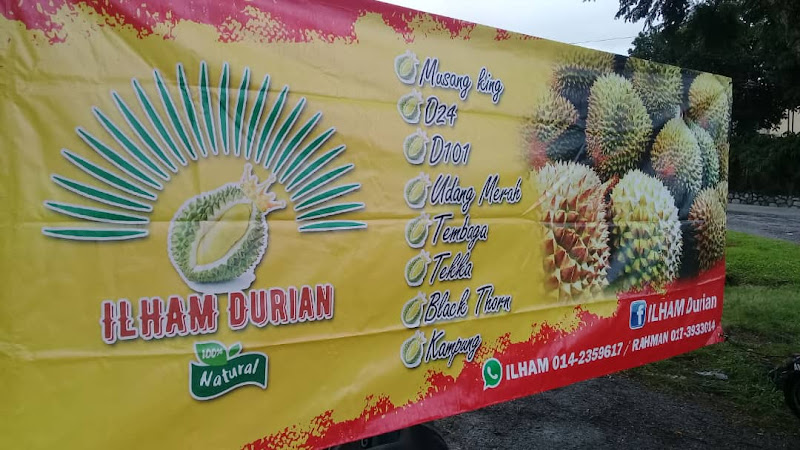 ILHAM DURIAN
100%
Natural
Musang king
D24
D101
Udang Merah
Tembaga
Tekka
Black Thorn
Kampung
ILHAM Durian
ILHAM 014-2359617 / RAHMAN 017-3933014